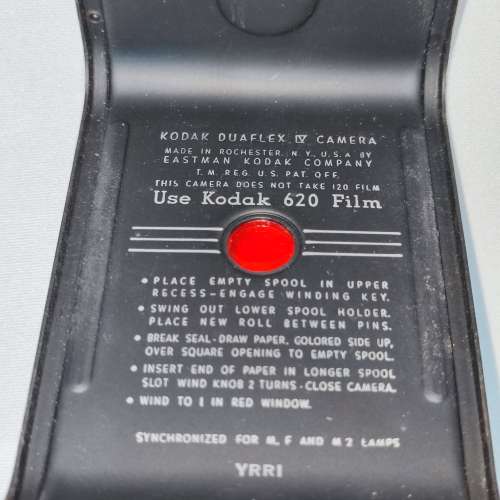 KODAK DUAFLEX IV CAMERA
MADE IN ROCHESTER, N.Y., U.S.A BY
EASTMAN KODAK COMPANY
T. M. REG. U.S. PAT. OFF.
THIS CAMERA DOES NOT TAKE 120 FILM
Use Kodak 620 Film
• PLACE EMPTY SPOOL IN UPPER
RECESS-ENGAGE WINDING KEY.
• SWING OUT LOWER SPOOL HOLDER.
PLACE NEW ROLL BETWEEN PINS.
• BREAK SEAL-DRAW PAPER, COLORED SIDE UP,
OVER SQUARE OPENING TO EMPTY SPOOL.
• INSERT END OF PAPER IN LONGER SPOOL
SLOT WIND KNOB 2 TURNS-CLOSE CAMERA.
• WIND TO 1 IN RED WINDOW.
SYNCHRONIZED FOR M, F AND M 2 LAMPS
YRRI